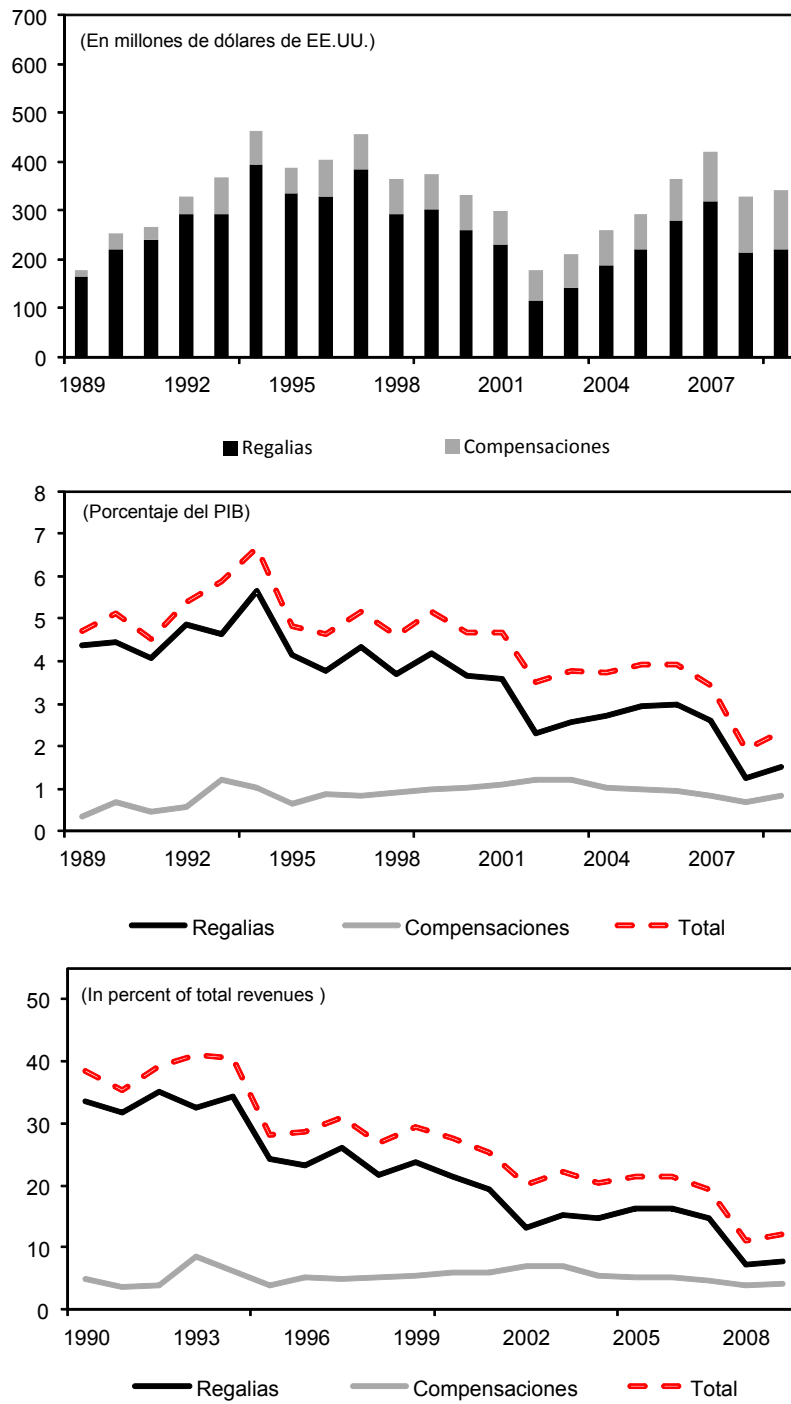 700
(En millones de dólares de EE.UU.)
600
500
400
300
200
100
0
1989 1992 1995 1998 2001 2004 2007
Regalias Compensaciones
8
(Porcentaje del PIB)
7
6
5
4
3
2
1
0
1989 1992 1995 1998 2001 2004 2007
Regalias Compensaciones Total
(In percent of total revenues )
50
40
30
20
10
0
1990 1993 1996 1999 2002 2005 2008
Regalias Compensaciones Total